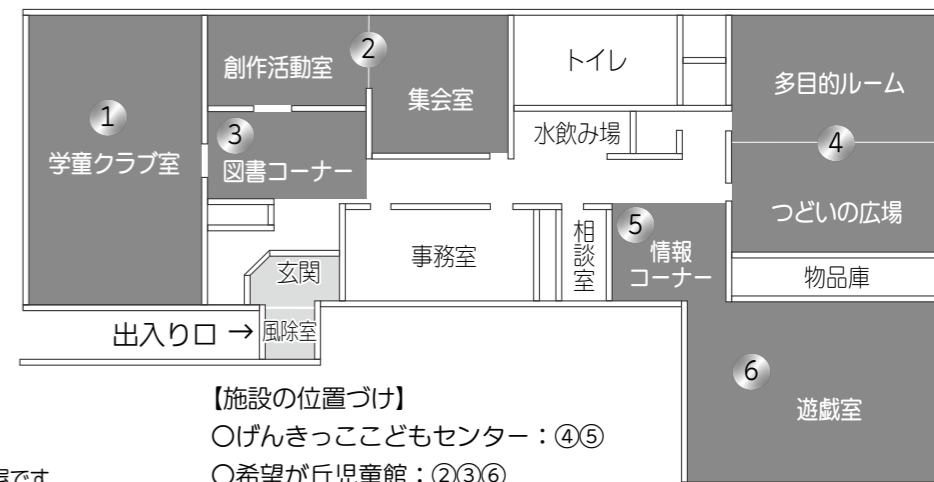 ①
学童クラブ室
②
創作活動室
集会室
③
図書コーナー
トイレ
水飲み場
多目的ルーム
④
つどいの広場
事務室
相談室
⑤
情報
コーナー
物品庫
玄関
出入り口 → 風除室
⑥
遊戯室
【施設の位置づけ】
○げんきっここどもセンター：④⑤
○希望が丘児童館：②③⑥
です